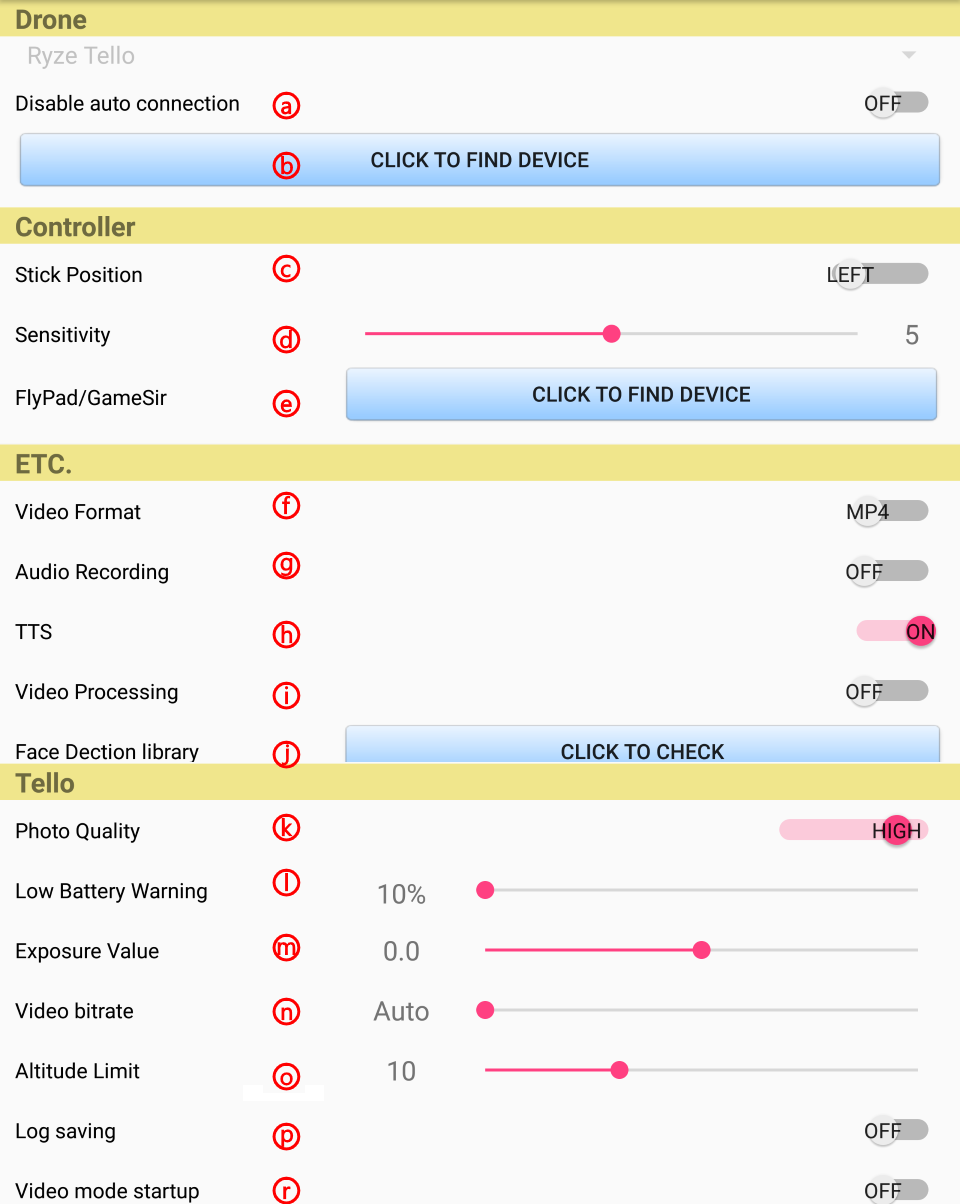 Drone
Ryze Tello
Disable auto connection ⓐ OFF
ⓑ CLICK TO FIND DEVICE
Controller
Stick Position ⓒ LEFT
Sensitivity ⓓ 5
FlyPad/GameSir ⓔ CLICK TO FIND DEVICE
ETC.
Video Format ⓕ MP4
Audio Recording ⓖ OFF
TTS ⓗ ON
Video Processing ⓘ OFF
Face Dection library ⓙ CLICK TO CHECK
Tello
Photo Quality ⓚ HIGH
Low Battery Warning ⓛ 10%
Exposure Value ⓜ 0.0
Video bitrate ⓝ Auto
Altitude Limit ⓞ 10
Log saving ⓟ OFF
Video mode startup ⓡ OFF